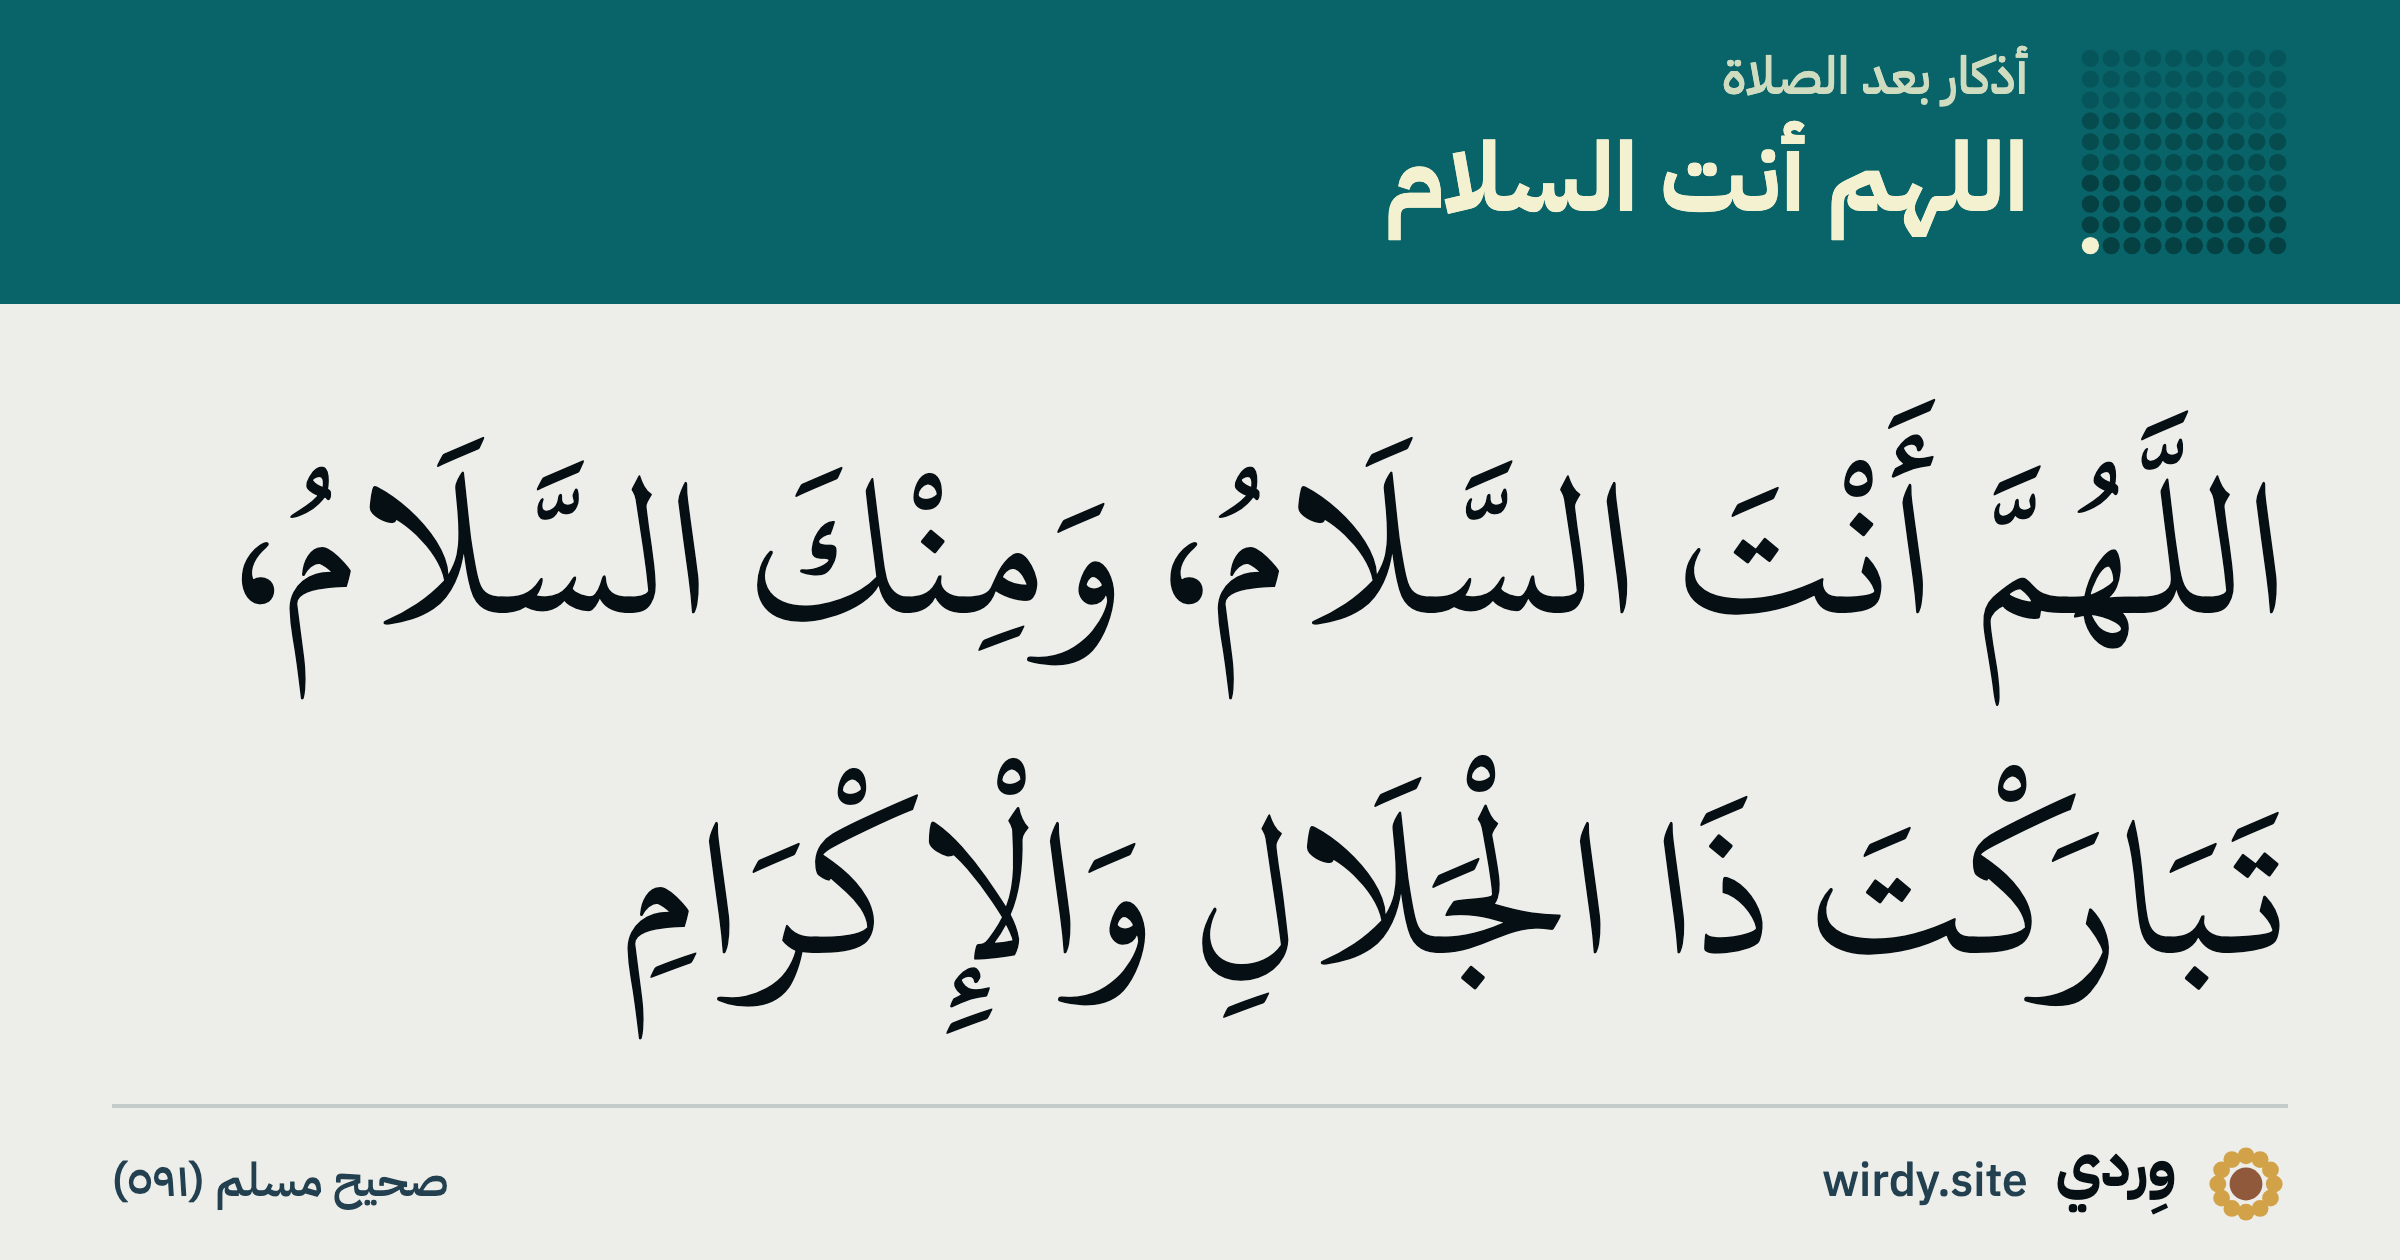 أذكار بعد الصلاة
اللهم أنت السلام
اللَّهُمَّ أَنْتَ السَّلَامُ، وَمِنْكَ السَّلَامُ،
تَبَارَكْتَ ذَا الْجَلَالِ وَالْإِكْرَامِ
وِردي wirdy.site
صحيح مسلم (٥٩١)